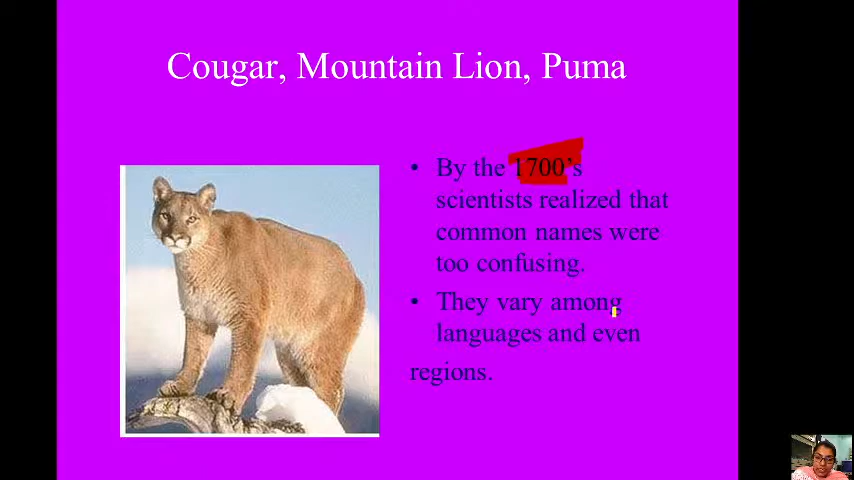 Cougar, Mountain Lion, Puma
• By the 1700's
scientists realized that
common names were
too confusing.
• They vary among
languages and even
regions.